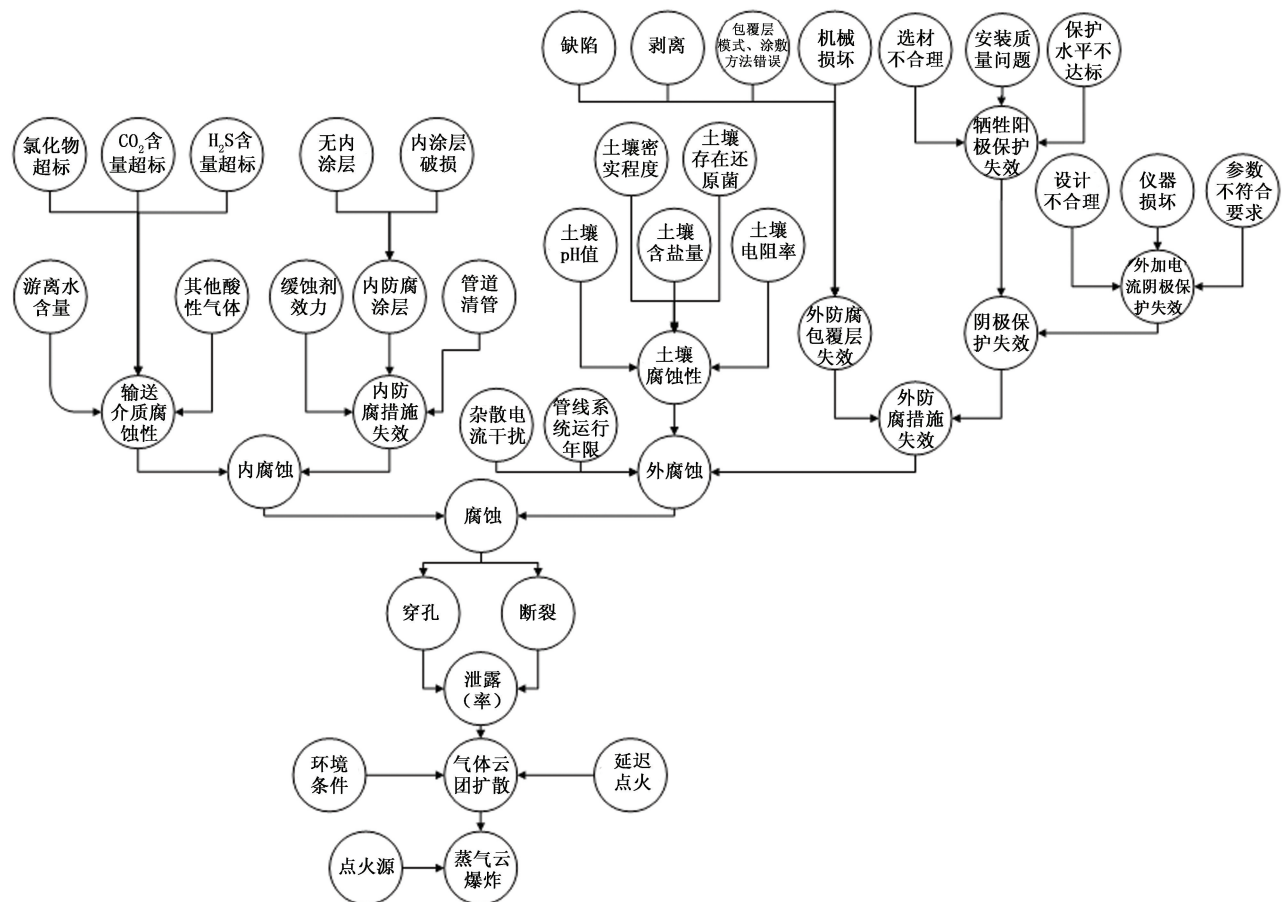 缺陷
剥离
包覆层
模式、涂敷
方法错误
机械
损坏
选材
不合理
安装质
量问题
保护
水平不
达标
氯化物
超标
CO₂含
量超标
H₂S含
量超标
无内
涂层
内涂层
破损
土壤密
实程度
土壤
存在还
原菌
牺牲阳
极保护
失效
设计
不合理
仪器
损坏
参数
不符合
要求
土壤
pH值
土壤
含盐量
土壤
电阻率
游离水
含量
其他酸
性气体
缓蚀剂
效力
内防腐
涂层
管道
清管
外防腐
包覆层
失效
阴极保
护失效
外加电
流阴极保
护失效
土壤
腐蚀性
输送
介质腐
蚀性
内防
腐措施
失效
杂散电
流干扰
管线系
统运行
年限
外防
腐措施
失效
内腐蚀
外腐蚀
腐蚀
穿孔
断裂
泄露
（率）
环境
条件
气体云
团扩散
延迟
点火
点火源
蒸气云
爆炸